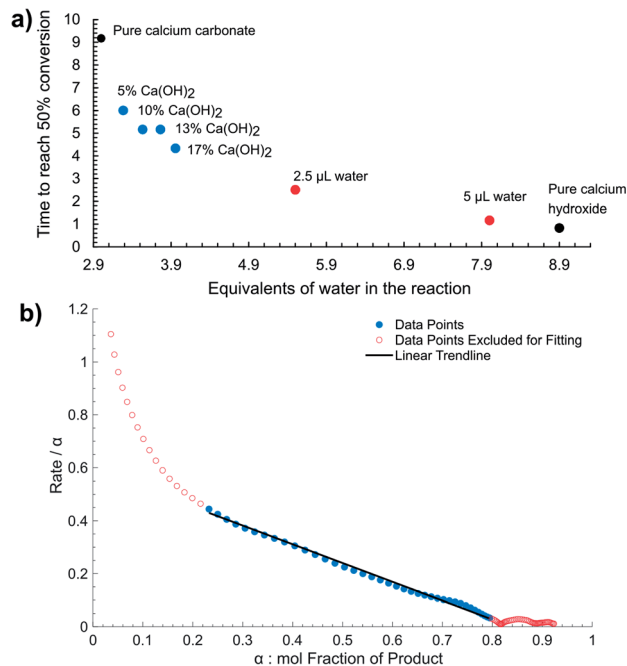 a)
10
9
8
7
6
5
4
3
2
1
0
Time to reach 50% conversion
Pure calcium carbonate
5% Ca(OH)2
10% Ca(OH)2
13% Ca(OH)2
17% Ca(OH)2
2.5 µL water
5 µL water
Pure calcium
hydroxide
2.9 3.9 4.9 5.9 6.9 7.9 8.9
Equivalents of water in the reaction
b)
1.2
1
0.8
0.6
0.4
0.2
0
Rate / α
Data Points
Data Points Excluded for Fitting
Linear Trendline
0 0.1 0.2 0.3 0.4 0.5 0.6 0.7 0.8 0.9 1
α : mol Fraction of Product